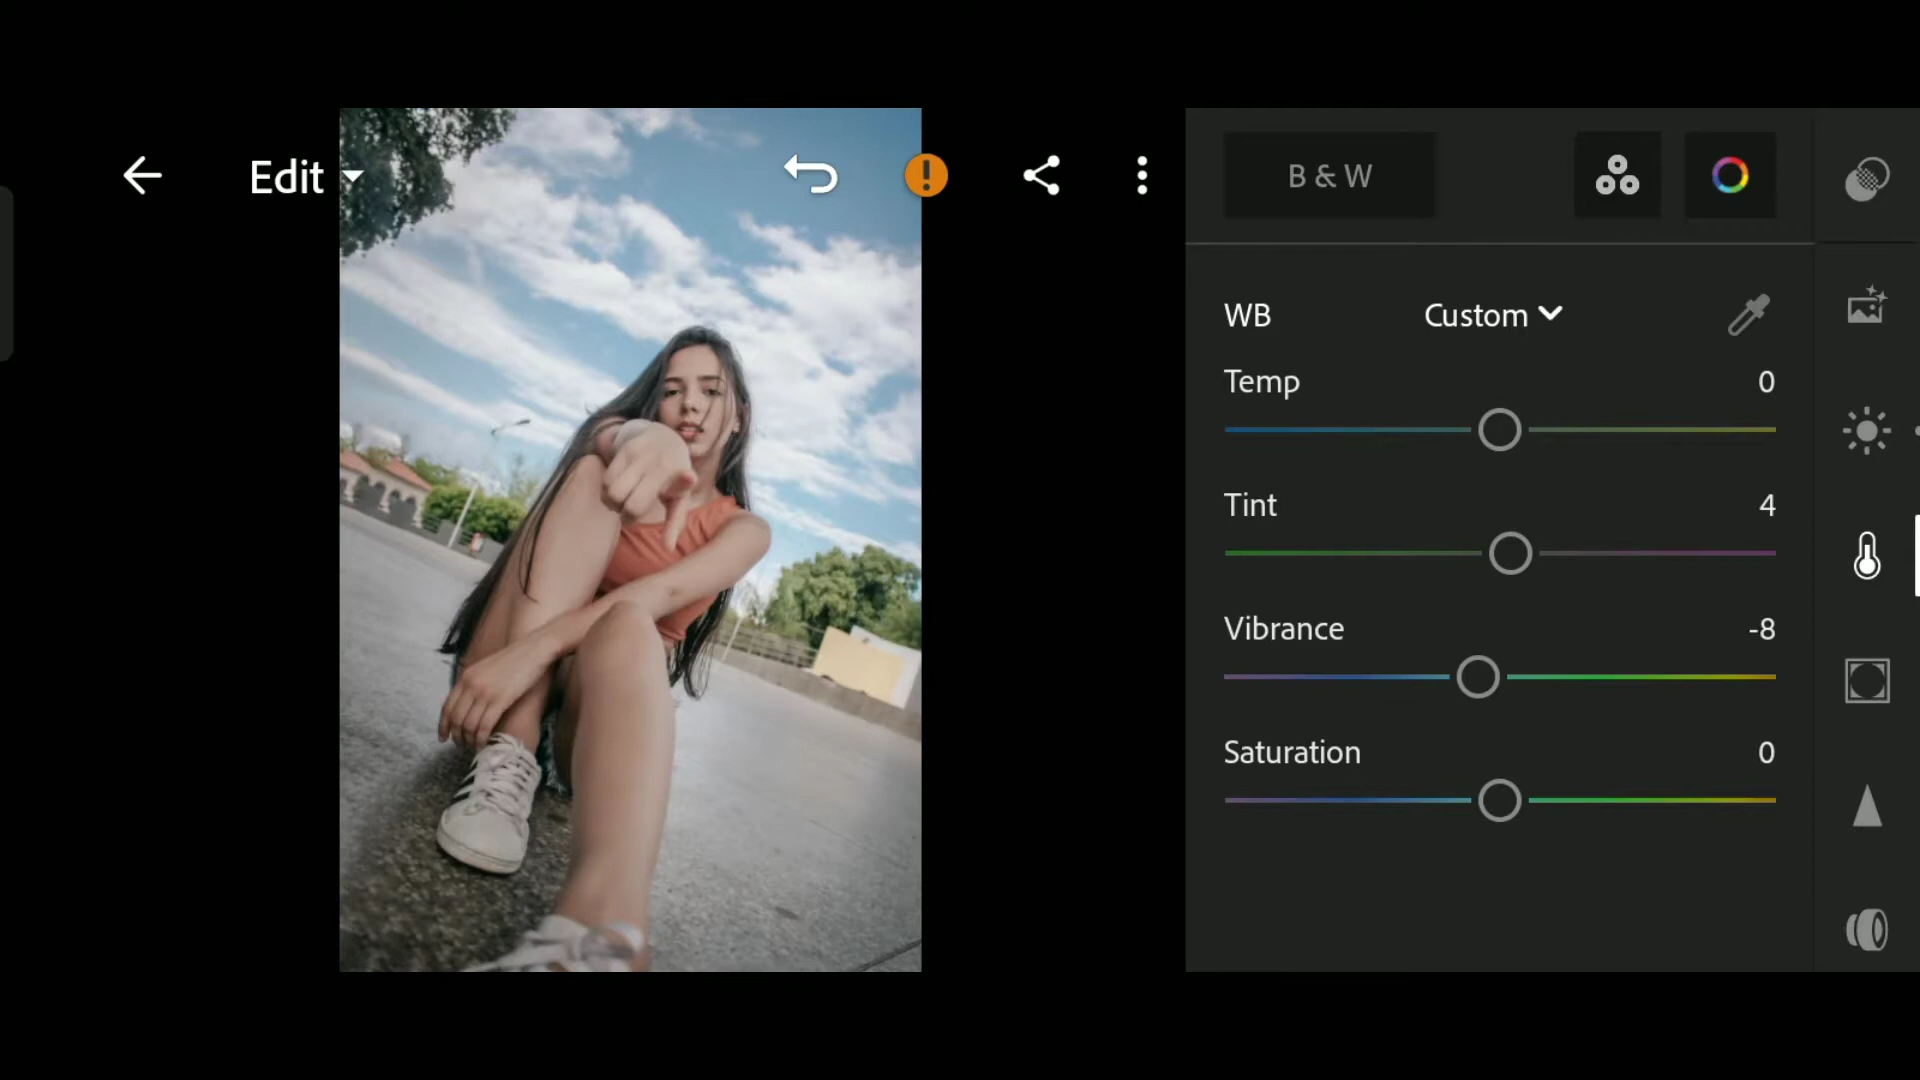 Edit
B & W
WB Custom
Temp 0
Tint 4
Vibrance -8
Saturation 0